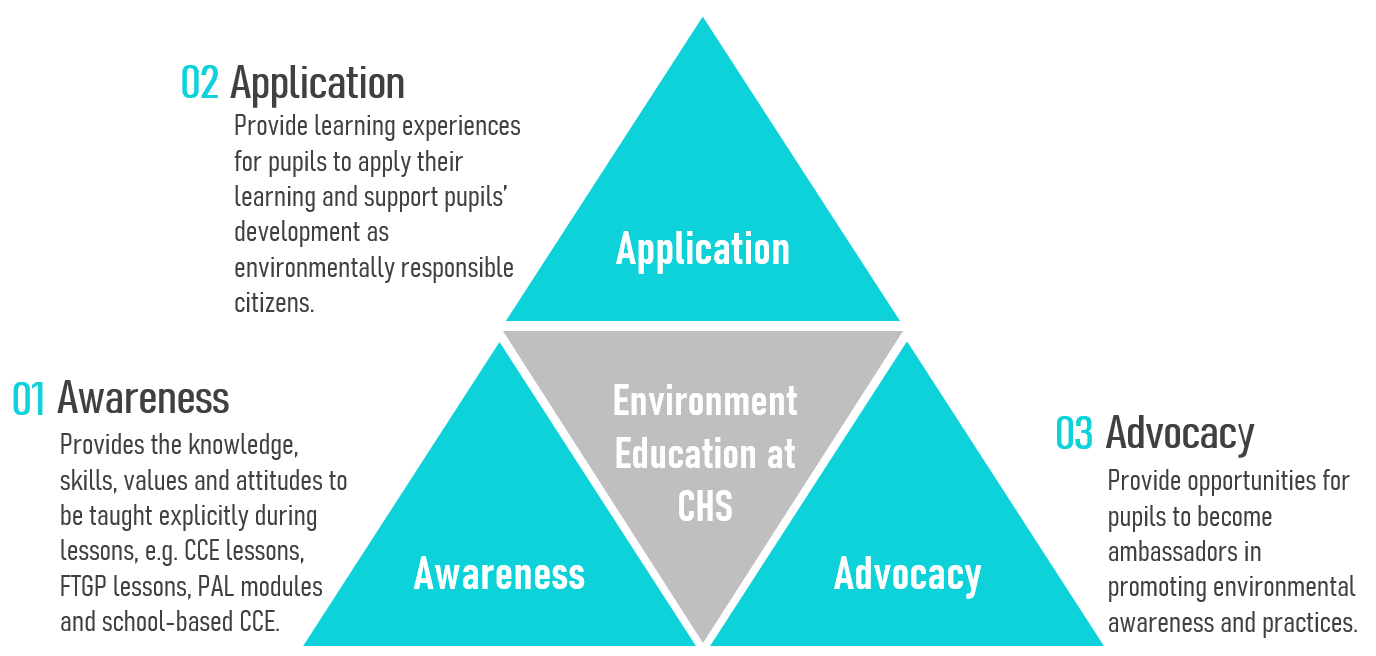 02 Application
Provide learning experiences
for pupils to apply their
learning and support pupils’
development as
environmentally responsible
citizens.
01 Awareness
Provides the knowledge,
skills, values and attitudes to
be taught explicitly during
lessons, e.g. CCE lessons,
FTGP lessons, PAL modules
and school-based CCE.
Application
Environment
Education at
CHS
Awareness
Advocacy
03 Advocacy
Provide opportunities for
pupils to become
ambassadors in
promoting environmental
awareness and practices.